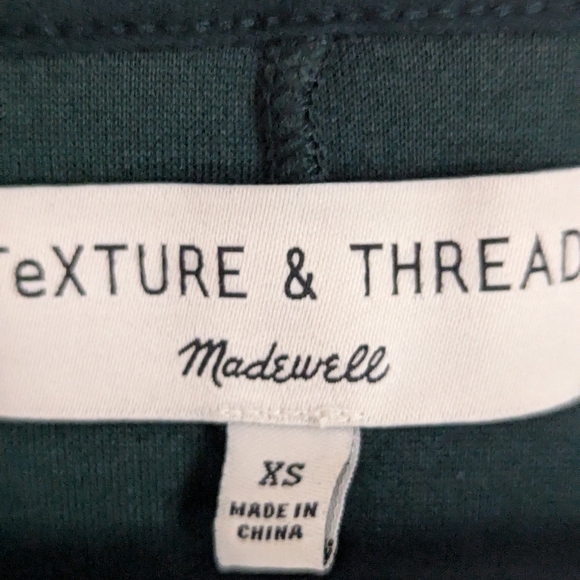 TeXTURE & THREAD
Madewell
XS
MADE IN
CHINA